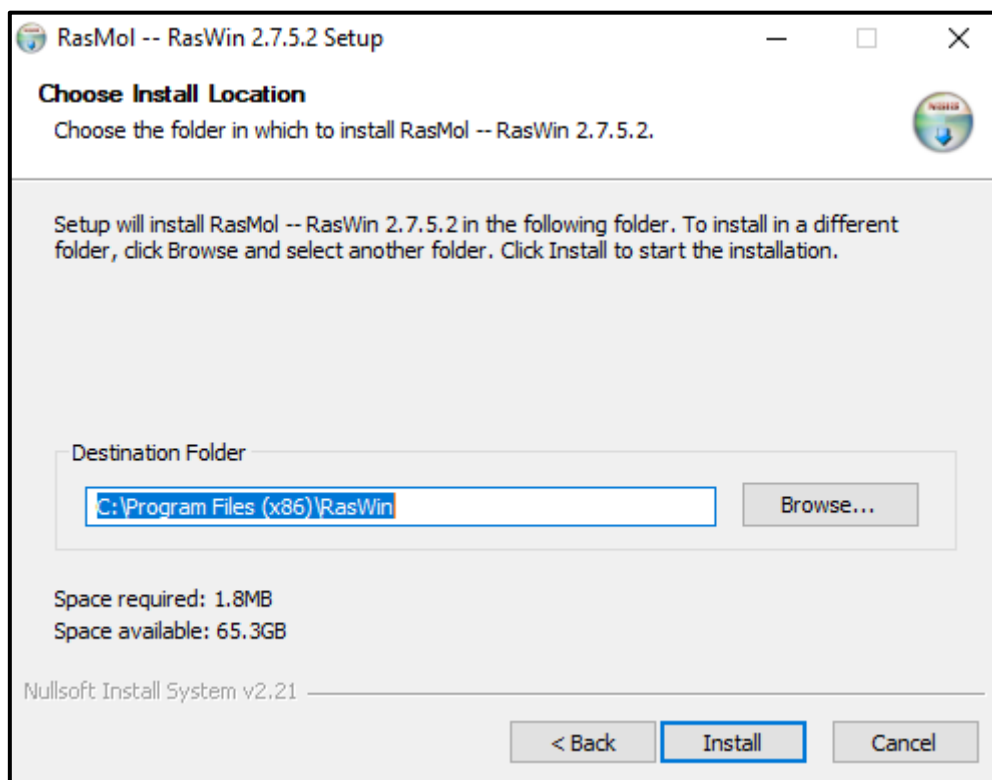 RasMol -- RasWin 2.7.5.2 Setup
Choose Install Location
Choose the folder in which to install RasMol -- RasWin 2.7.5.2.
Setup will install RasMol -- RasWin 2.7.5.2 in the following folder. To install in a different
folder, click Browse and select another folder. Click Install to start the installation.
Destination Folder
C:\Program Files (x86)\RasWin
Browse...
Space required: 1.8MB
Space available: 65.3GB
Nullsoft Install System v2.21
< Back Install Cancel